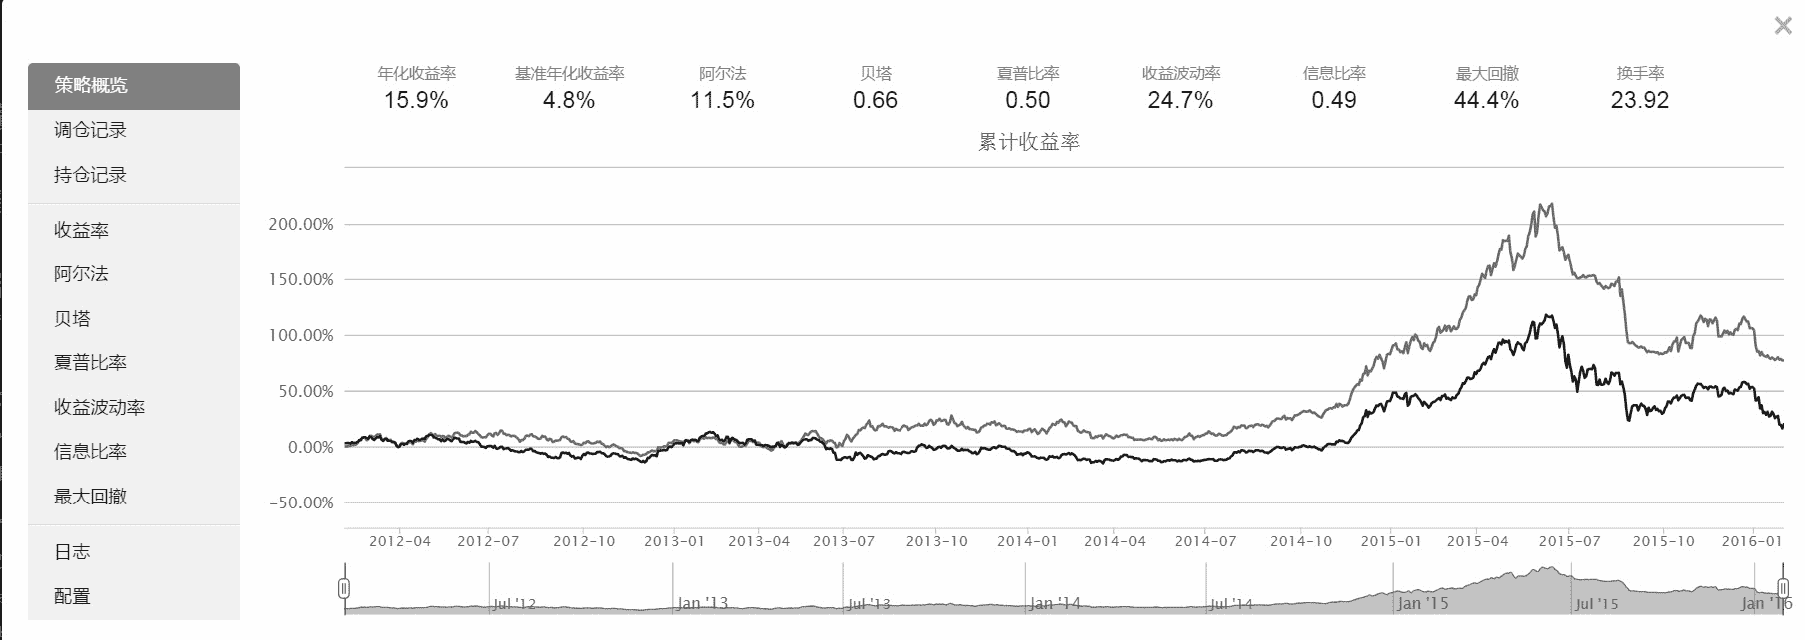 策略概览
调仓记录
持仓记录
收益率
阿尔法
贝塔
夏普比率
收益波动率
信息比率
最大回撤
日志
配置
年化收益率 基准年化收益率 阿尔法 贝塔 夏普比率 收益波动率 信息比率 最大回撤 换手率
15.9% 4.8% 11.5% 0.66 0.50 24.7% 0.49 44.4% 23.92
累计收益率
200.00%
150.00%
100.00%
50.00%
0.00%
-50.00%
2012-04 2012-07 2012-10 2013-01 2013-04 2013-07 2013-10 2014-01 2014-04 2014-07 2014-10 2015-01 2015-04 2015-07 2015-10 2016-01
Jul '12 Jan '13 Jul '13 Jan '14 Jul '14 Jan '15 Jul '15 Jan '16